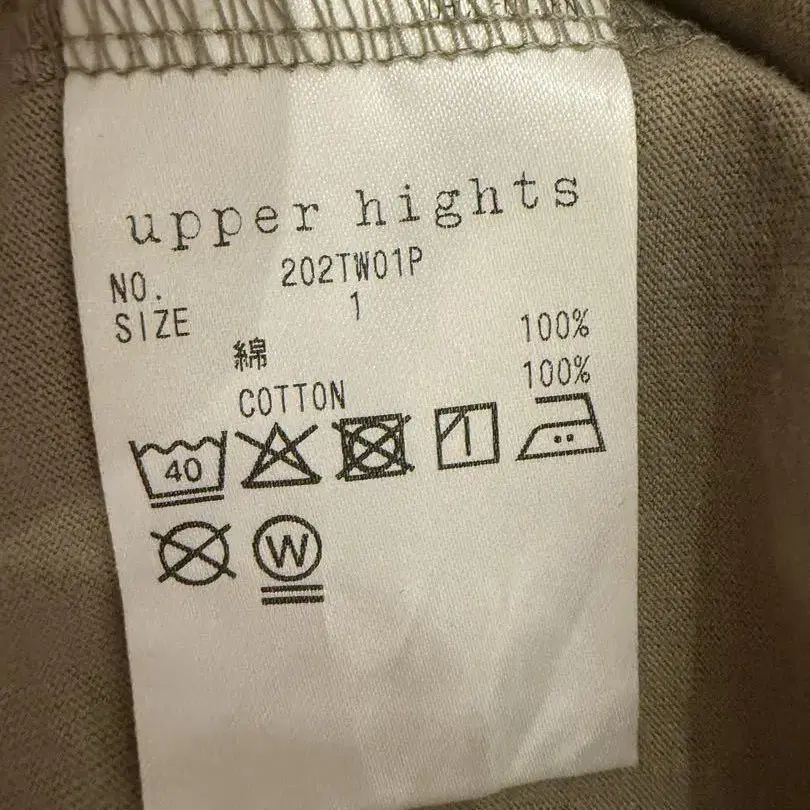 upper hights
NO. 202TW01P
SIZE 1
綿 100%
COTTON 100%
40
W